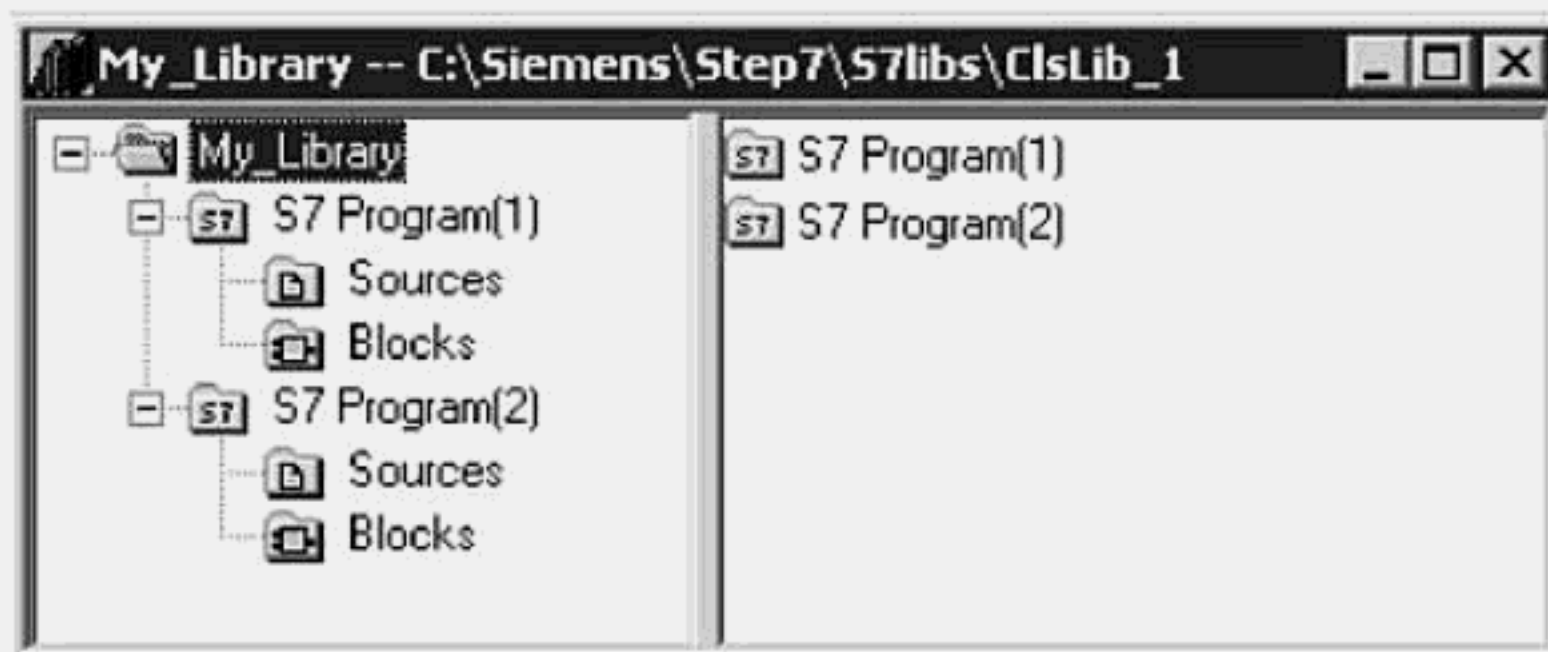 My_Library -- C:\Siemens\Step7\S7libs\ClsLib_1
My_Library
S7 Program(1)
Sources
Blocks
S7 Program(2)
Sources
Blocks
S7 Program(1)
S7 Program(2)